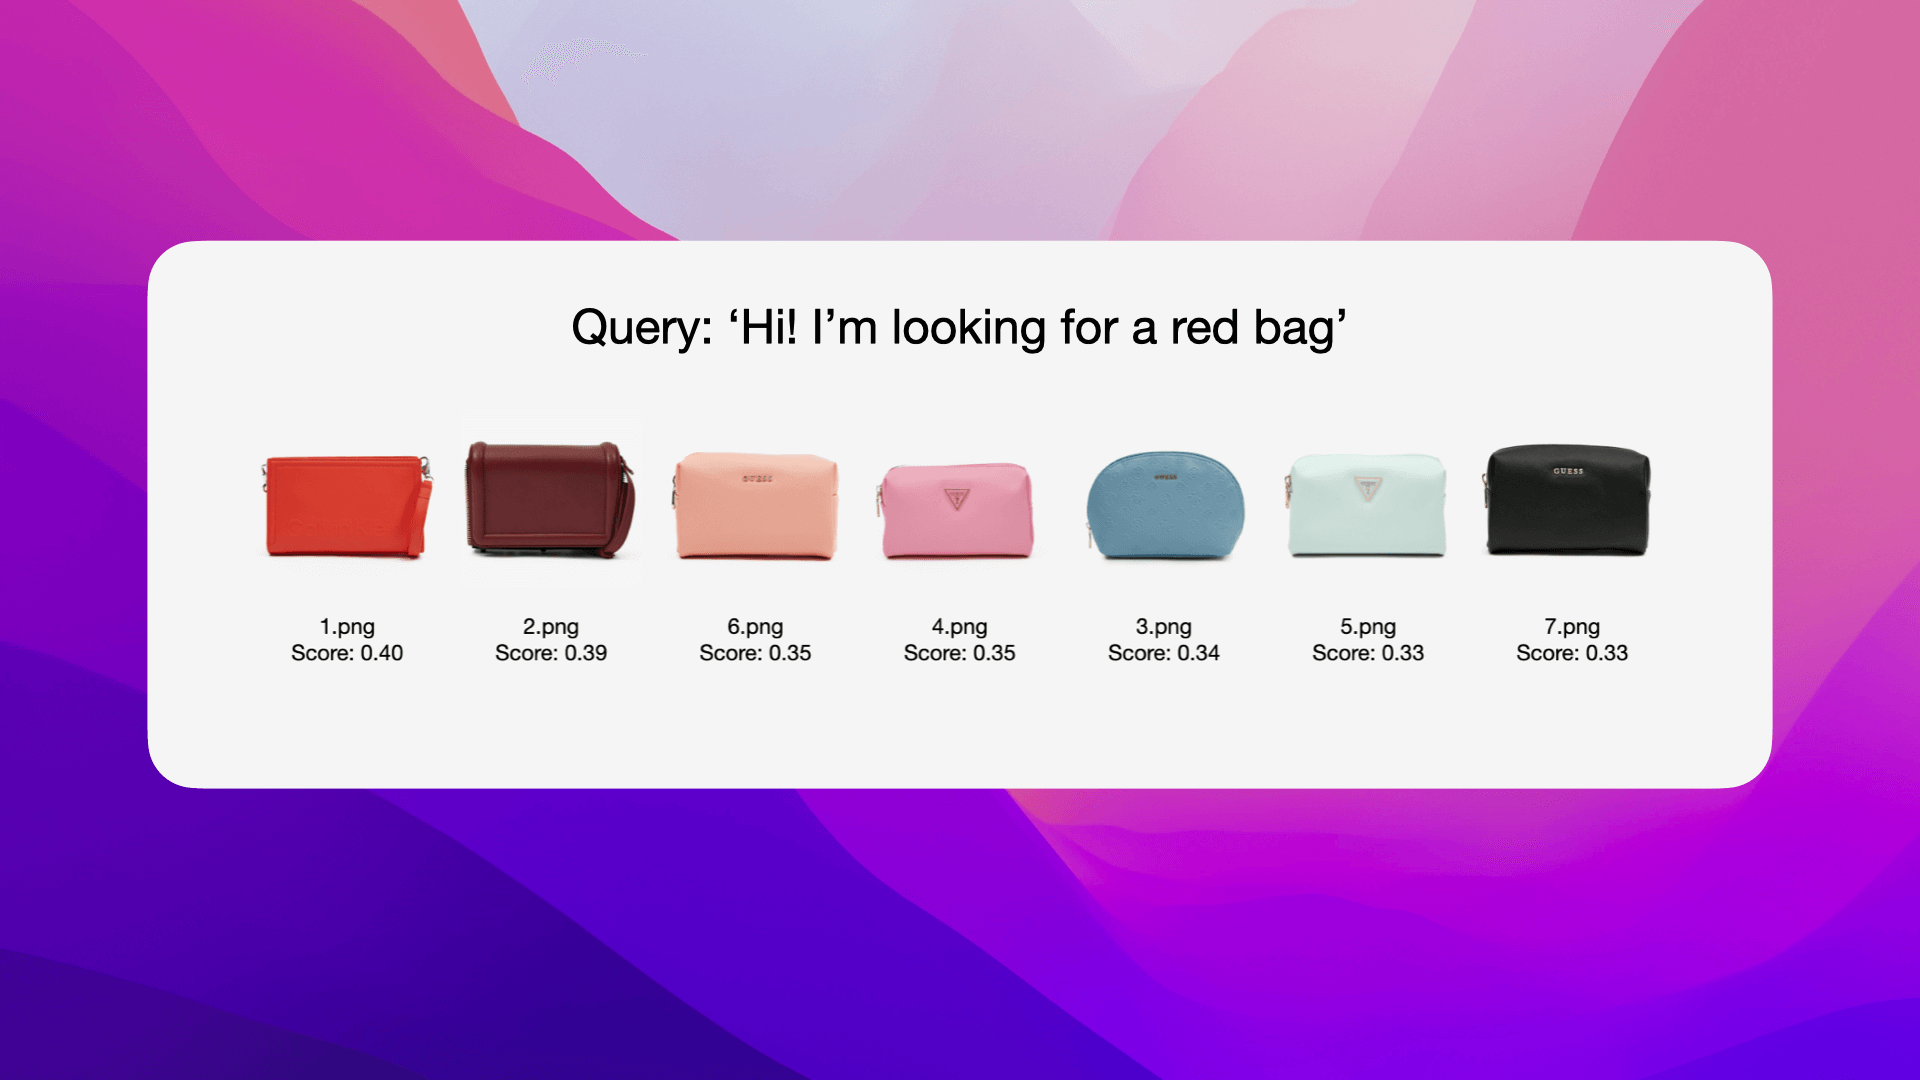 Query: ‘Hi! I’m looking for a red bag’
GUESS
GUESS
GUESS
1.png
Score: 0.40
2.png
Score: 0.39
6.png
Score: 0.35
4.png
Score: 0.35
3.png
Score: 0.34
5.png
Score: 0.33
7.png
Score: 0.33